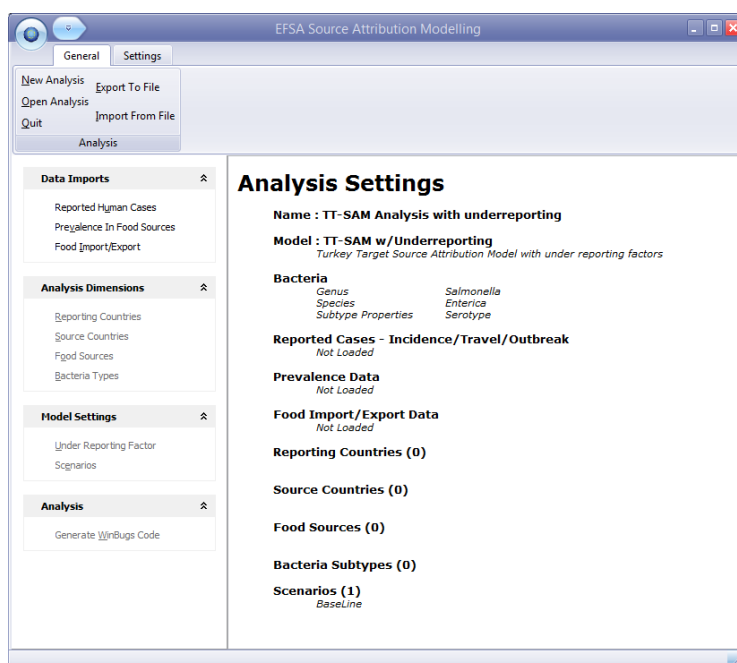 EFSA Source Attribution Modelling
General Settings
New Analysis
Export To File
Open Analysis
Import From File
Quit
Analysis
Data Imports
Reported Human Cases
Prevalence In Food Sources
Food Import/Export
Analysis Dimensions
Reporting Countries
Source Countries
Food Sources
Bacteria Types
Model Settings
Under Reporting Factor
Scenarios
Analysis
Generate WinBugs Code
Analysis Settings
Name : TT-SAM Analysis with underreporting
Model : TT-SAM w/Underreporting
Turkey Target Source Attribution Model with under reporting factors
Bacteria
Genus Salmonella
Species Enterica
Subtype Properties Serotype
Reported Cases - Incidence/Travel/Outbreak
Not Loaded
Prevalence Data
Not Loaded
Food Import/Export Data
Not Loaded
Reporting Countries (0)
Source Countries (0)
Food Sources (0)
Bacteria Subtypes (0)
Scenarios (1)
BaseLine